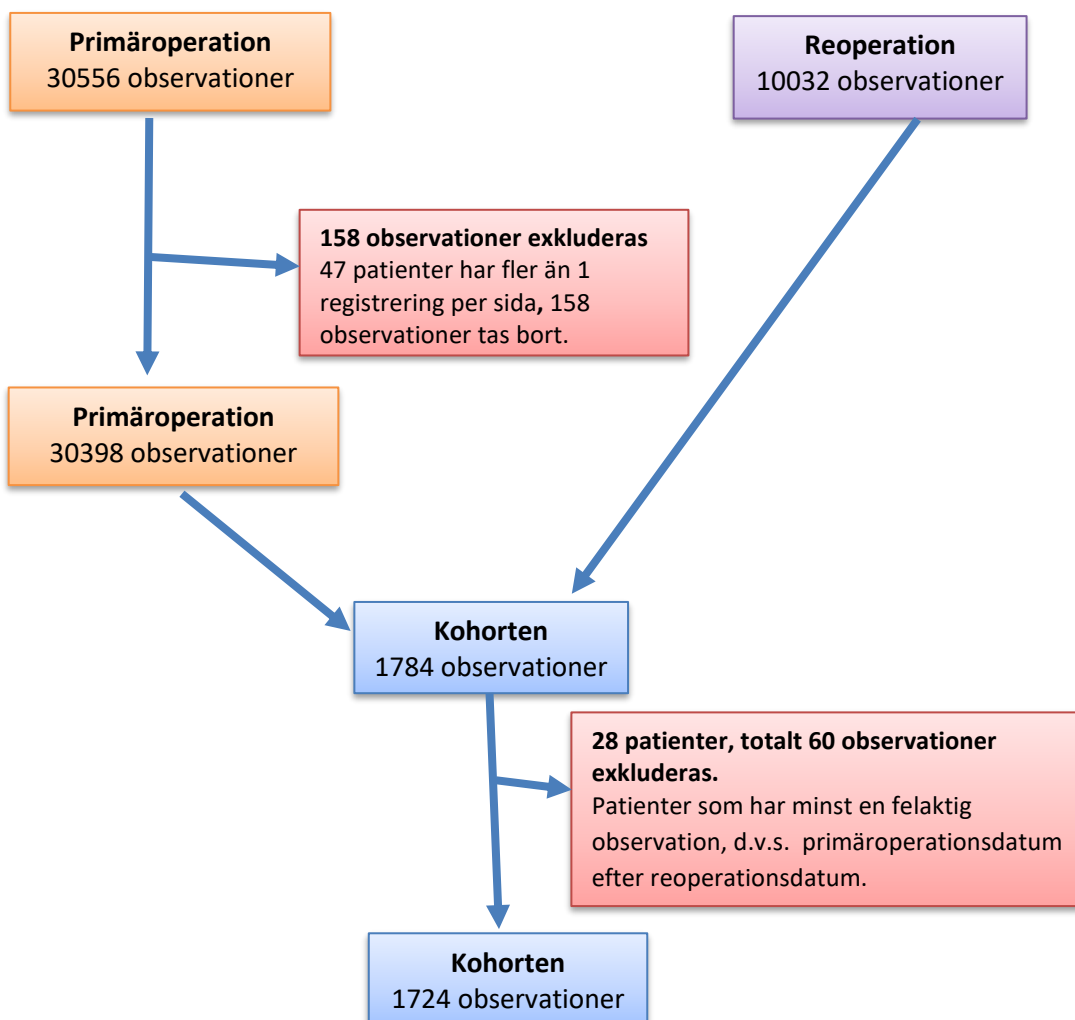 Primäroperation
30556 observationer
Reoperation
10032 observationer
158 observationer exkluderas
47 patienter har fler än 1
registrering per sida, 158
observationer tas bort.
Primäroperation
30398 observationer
Kohorten
1784 observationer
28 patienter, totalt 60 observationer
exkluderas.
Patienter som har minst en felaktig
observation, d.v.s. primäroperationsdatum
efter reoperationsdatum.
Kohorten
1724 observationer